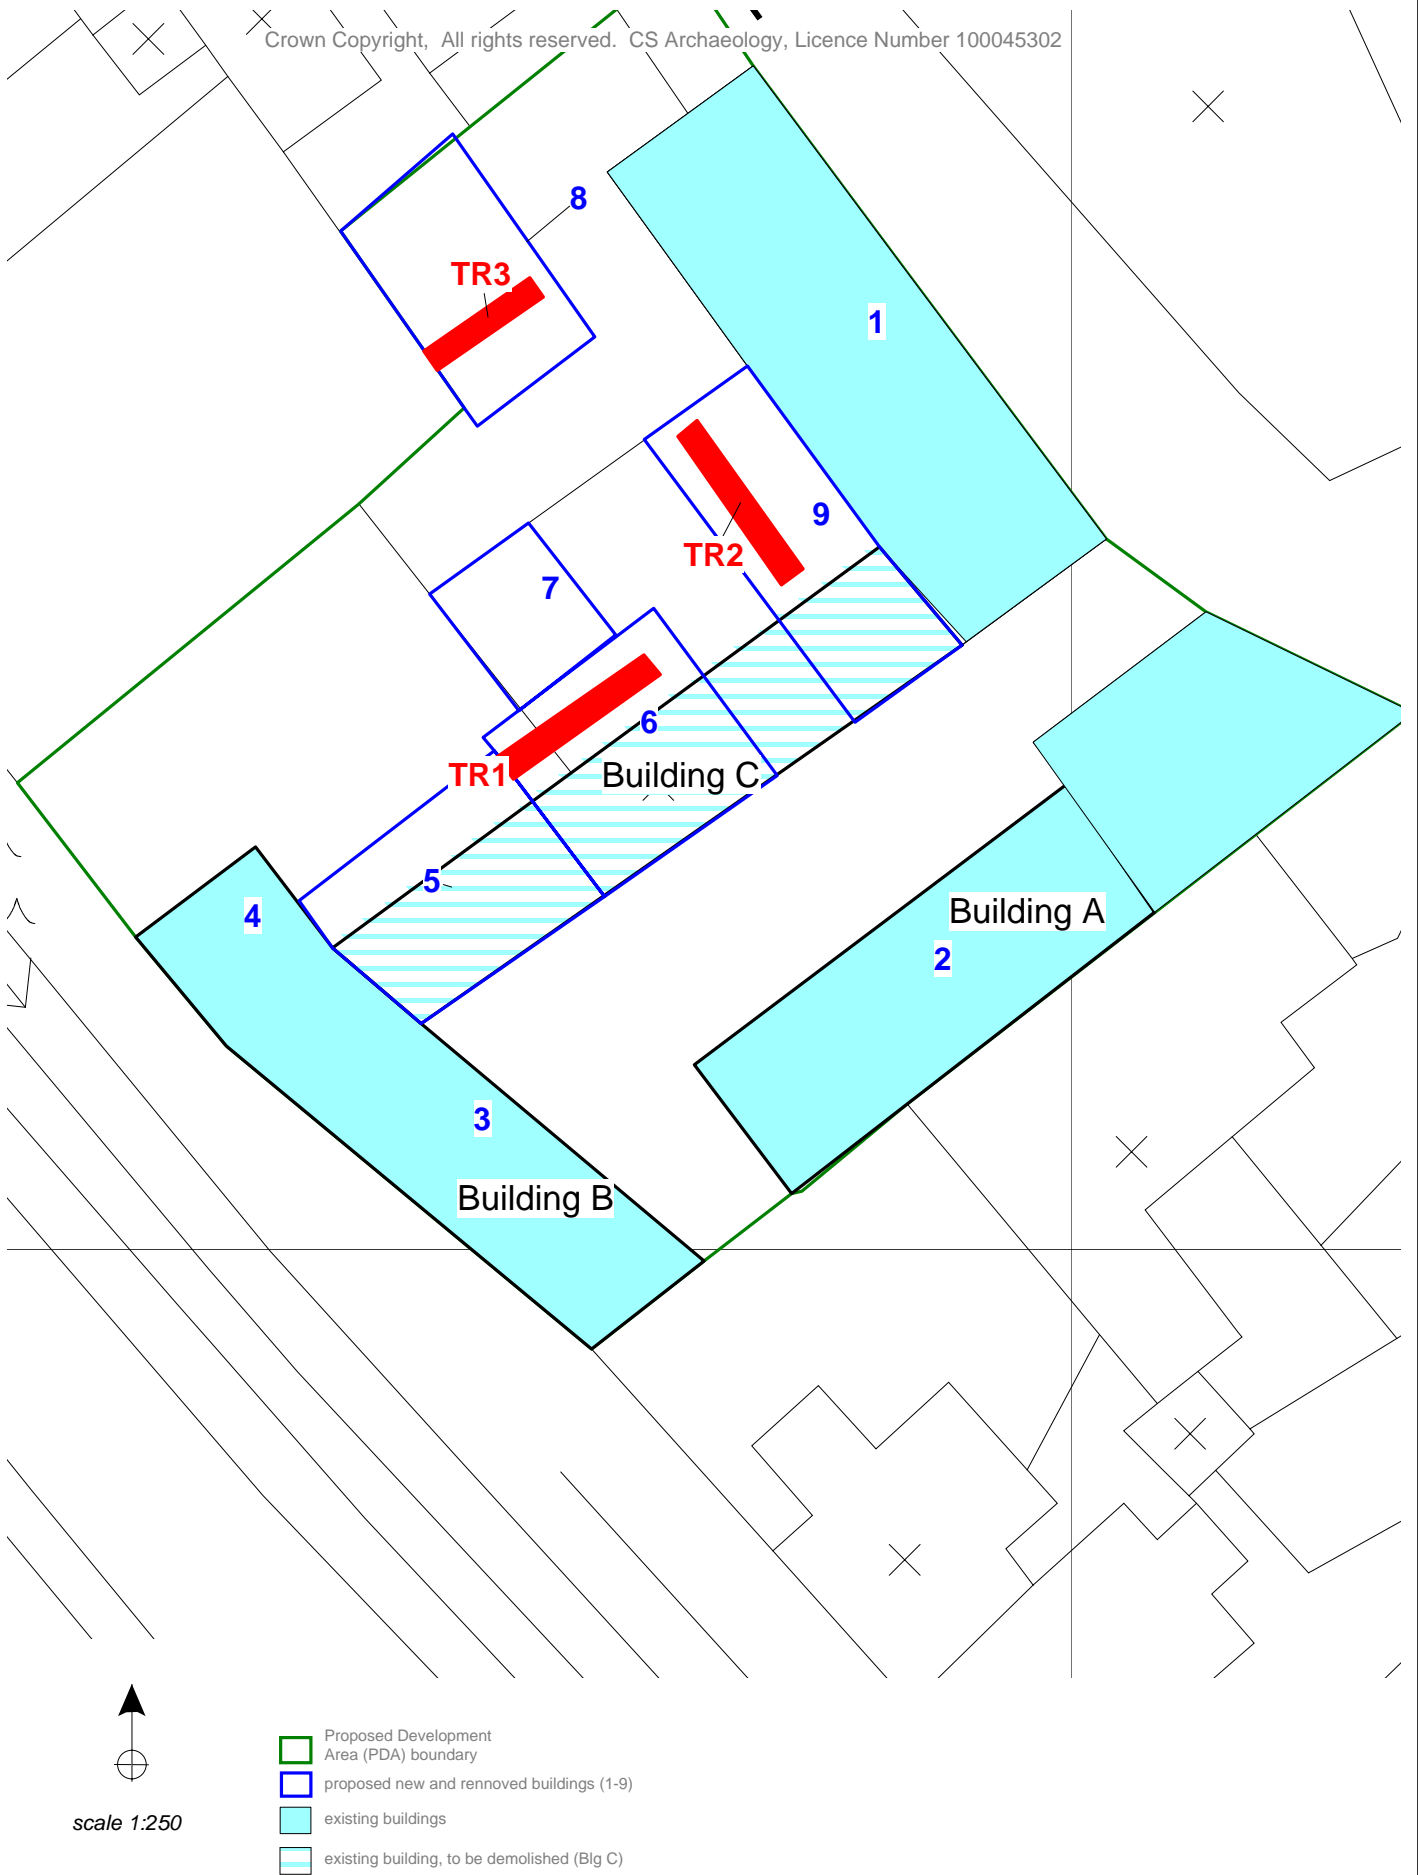 Crown Copyright, All rights reserved. CS Archaeology, Licence Number 100045302
8
TR3
1
9
TR2
7
6
TR1
Building C
5
4
Building A
2
3
Building B
Proposed Development
Area (PDA) boundary
proposed new and rennoved buildings (1-9)
scale 1:250
existing buildings
existing building, to be demolished (Blg C)